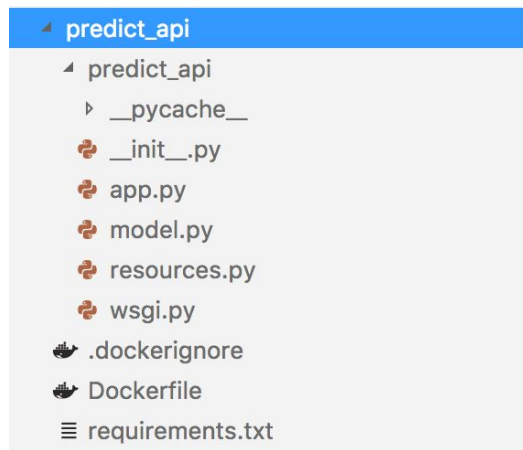 predict_api
predict_api
__pycache__
__init__.py
app.py
model.py
resources.py
wsgi.py
.dockerignore
Dockerfile
requirements.txt